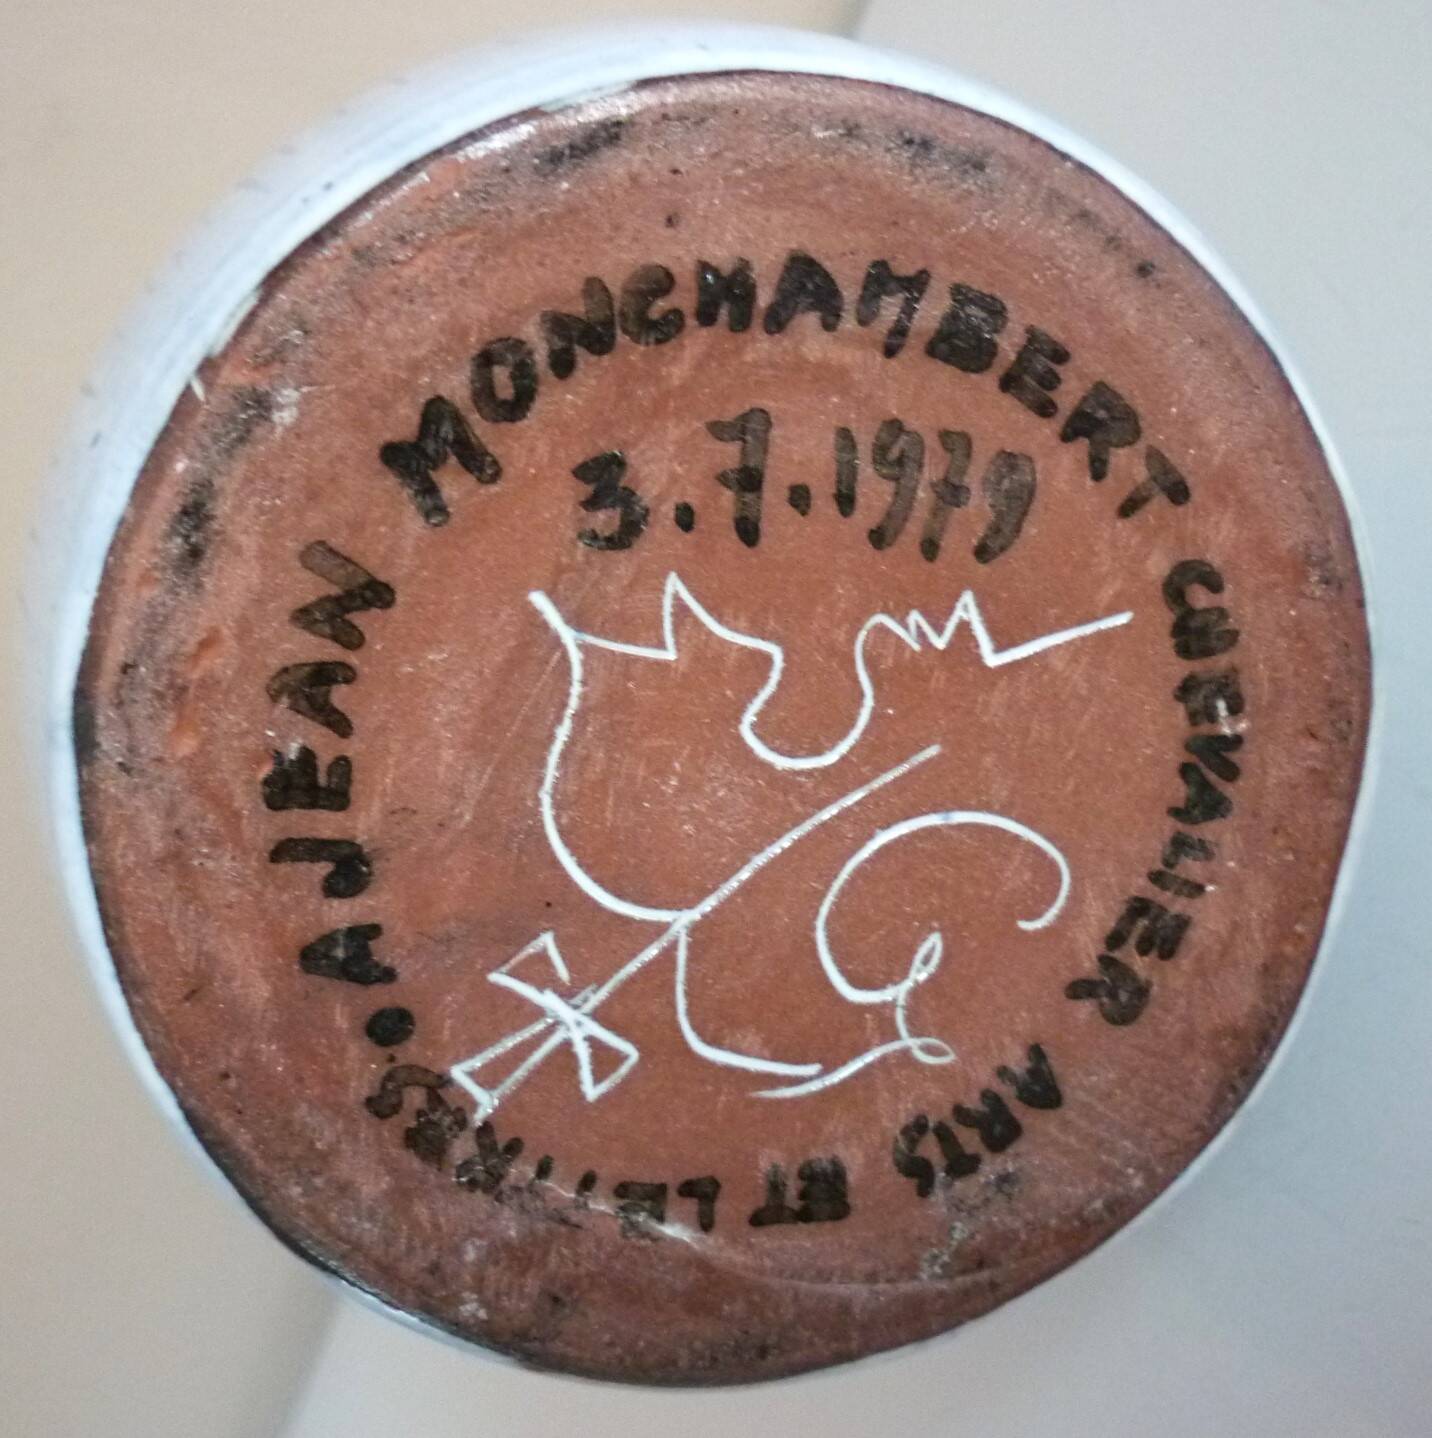 A JEAN MONCHAMBERT CHEVALIER ARTS ET LETTRES.
3.7.1979